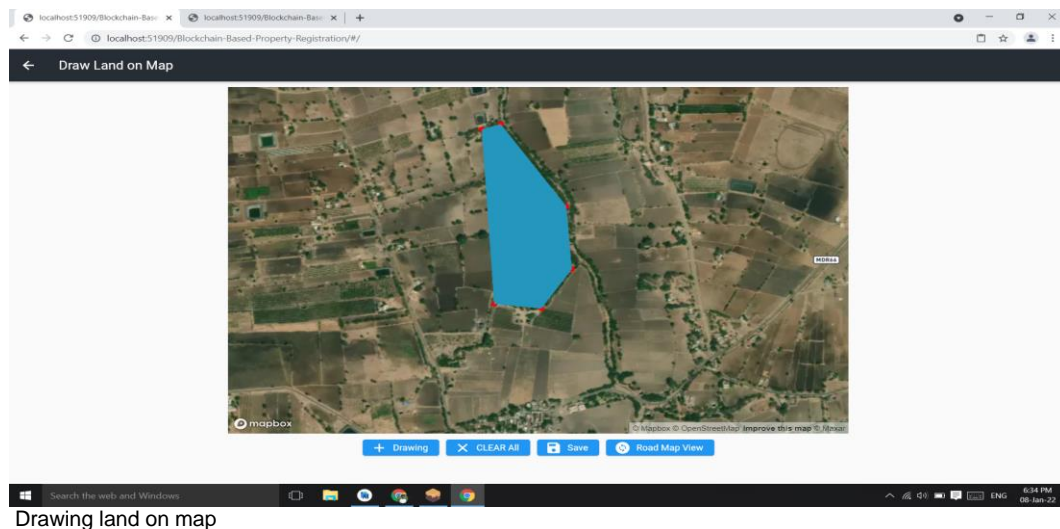 localhost:51909/Blockchain-Base
localhost:51909/Blockchain-Base
localhost:51909/Blockchain-Based-Property-Registration/#/
Draw Land on Map
MDR66
mapbox
© Mapbox © OpenStreetMap Improve this map © Maxar
+ Drawing
CLEAR All
Save
Road Map View
Search the web and Windows
ENG
6:34 PM
08-Jan-22
Drawing land on map